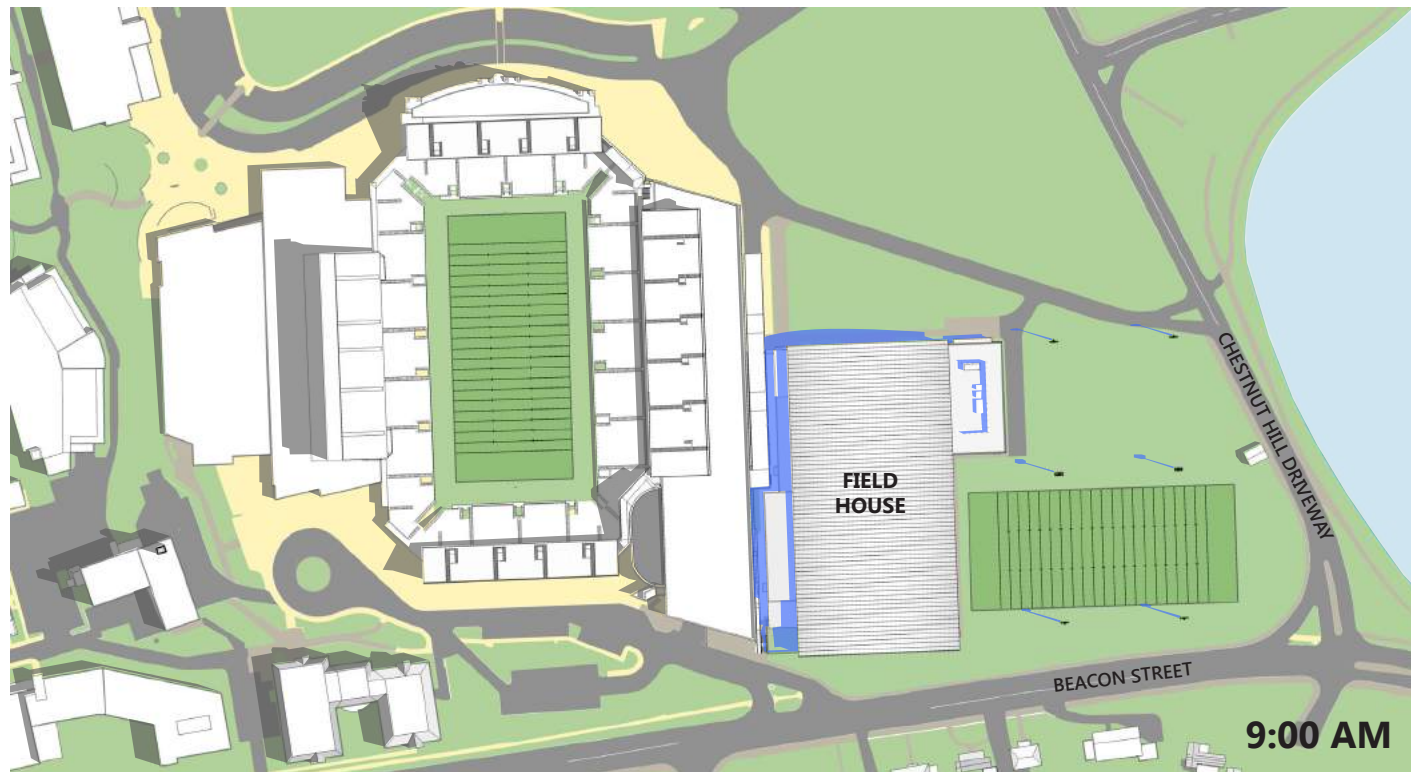 CHESTNUT HILL DRIVEWAY
FIELD
HOUSE
BEACON STREET
9:00 AM